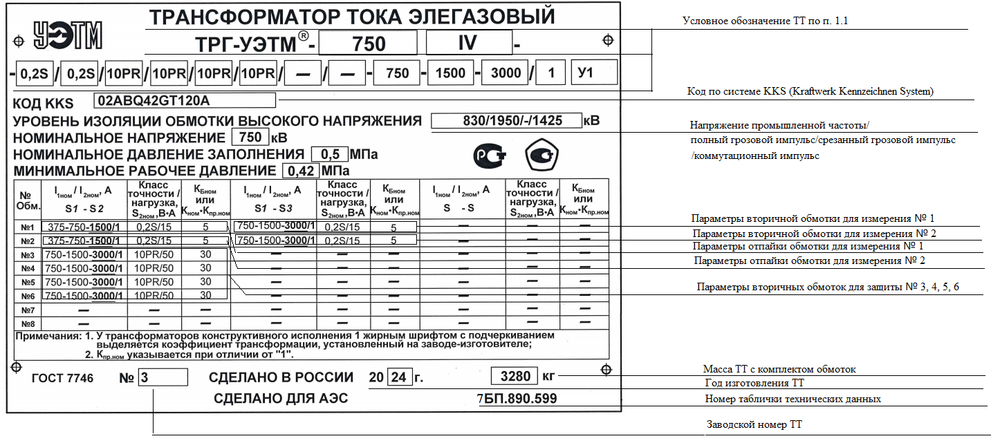 УЭТМ
ТРАНСФОРМАТОР ТОКА ЭЛЕГАЗОВЫЙ
ТРГ-УЭТМ®- 750 IV -
- 0,2S / 0,2S / 10PR / 10PR / 10PR / 10PR / — / — - 750 - 1500 - 3000 / 1 У1
КОД KKS 02ABQ42GT120A
УРОВЕНЬ ИЗОЛЯЦИИ ОБМОТКИ ВЫСОКОГО НАПРЯЖЕНИЯ 830/1950/-/1425 кВ
НОМИНАЛЬНОЕ НАПРЯЖЕНИЕ 750 кВ
НОМИНАЛЬНОЕ ДАВЛЕНИЕ ЗАПОЛНЕНИЯ 0,5 МПа
МИНИМАЛЬНОЕ РАБОЧЕЕ ДАВЛЕНИЕ 0,42 МПа
№ Обм. I1ном / I2ном, А S1 - S2 Класс точности / нагрузка, S2ном,В•А КБном или Кном•Кпр.ном I1ном / I2ном, А S1 - S3 Класс точности / нагрузка, S2ном,В•А КБном или Кном•Кпр.ном I1ном / I2ном, А S - S Класс точности / нагрузка, S2ном,В•А КБном или Кном•Кпр.ном
№1 375-750-1500/1 0,2S/15 5 750-1500-3000/1 0,2S/15 5 — — —
№2 375-750-1500/1 0,2S/15 5 750-1500-3000/1 0,2S/15 5 — — —
№3 750-1500-3000/1 10PR/50 30 — — — — — —
№4 750-1500-3000/1 10PR/50 30 — — — — — —
№5 750-1500-3000/1 10PR/50 30 — — — — — —
№6 750-1500-3000/1 10PR/50 30 — — — — — —
№7 — — — — — — — — —
№8 — — — — — — — — —
Примечания: 1. У трансформаторов конструктивного исполнения 1 жирным шрифтом с подчеркиванием
выделяется коэффициент трансформации, установленный на заводе-изготовителе;
2. Кпр.ном указывается при отличии от "1".
ГОСТ 7746 № 3 СДЕЛАНО В РОССИИ 20 24 г. 3280 кг
СДЕЛАНО ДЛЯ АЭС 7БП.890.599
Условное обозначение ТТ по п. 1.1
Код по системе KKS (Kraftwerk Kennzeichnen System)
Напряжение промышленной частоты/
полный грозовой импульс/срезанный грозовой импульс
/коммутационный импульс
Параметры вторичной обмотки для измерения № 1
Параметры вторичной обмотки для измерения № 2
Параметры отпайки обмотки для измерения № 1
Параметры отпайки обмотки для измерения № 2
Параметры вторичных обмоток для защиты № 3, 4, 5, 6
Масса ТТ с комплектом обмоток
Год изготовления ТТ
Номер таблички технических данных
Заводской номер ТТ